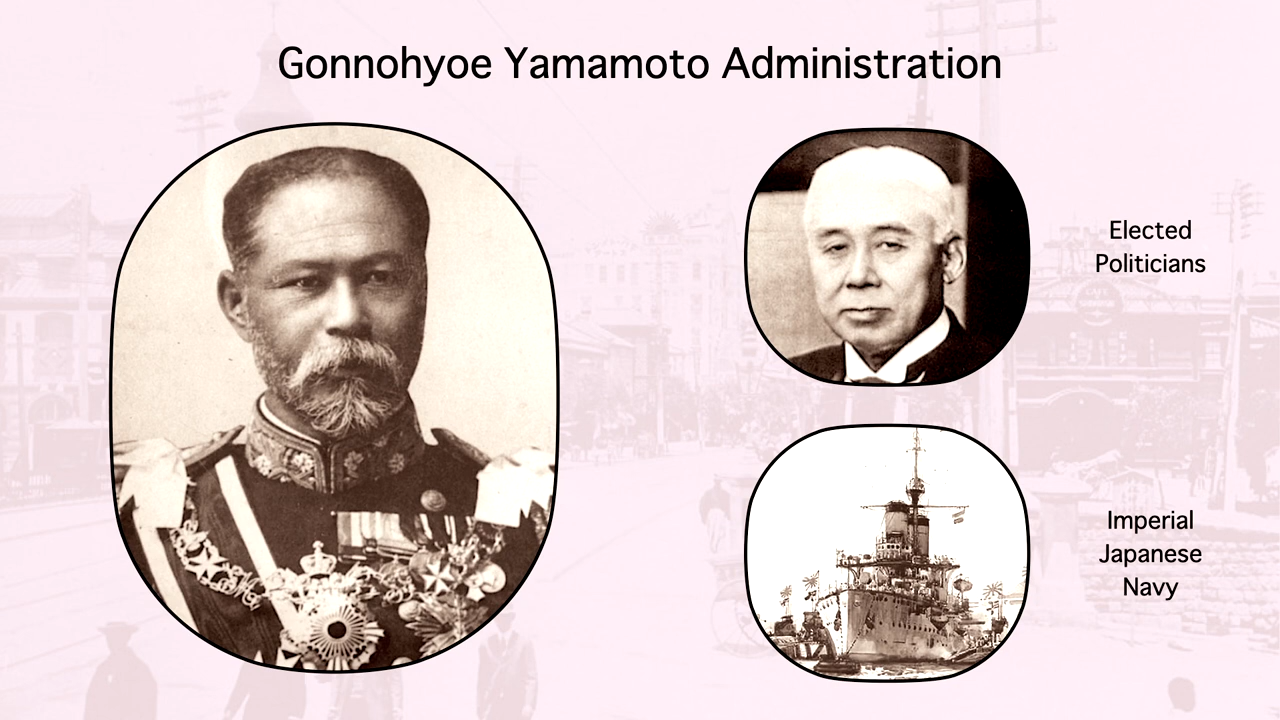 Gonnohyoe Yamamoto Administration
Elected
Politicians
Imperial
Japanese
Navy